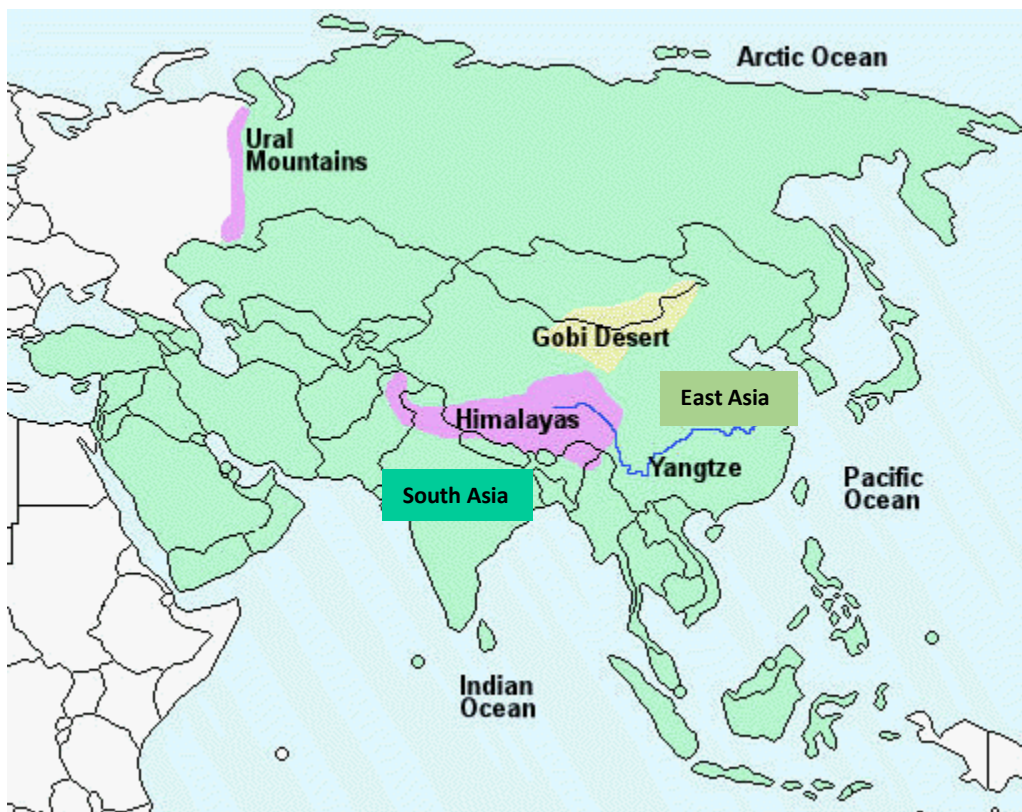 Arctic Ocean
Ural
Mountains
Gobi Desert
East Asia
Himalayas
Yangtze
South Asia
Pacific
Ocean
Indian
Ocean